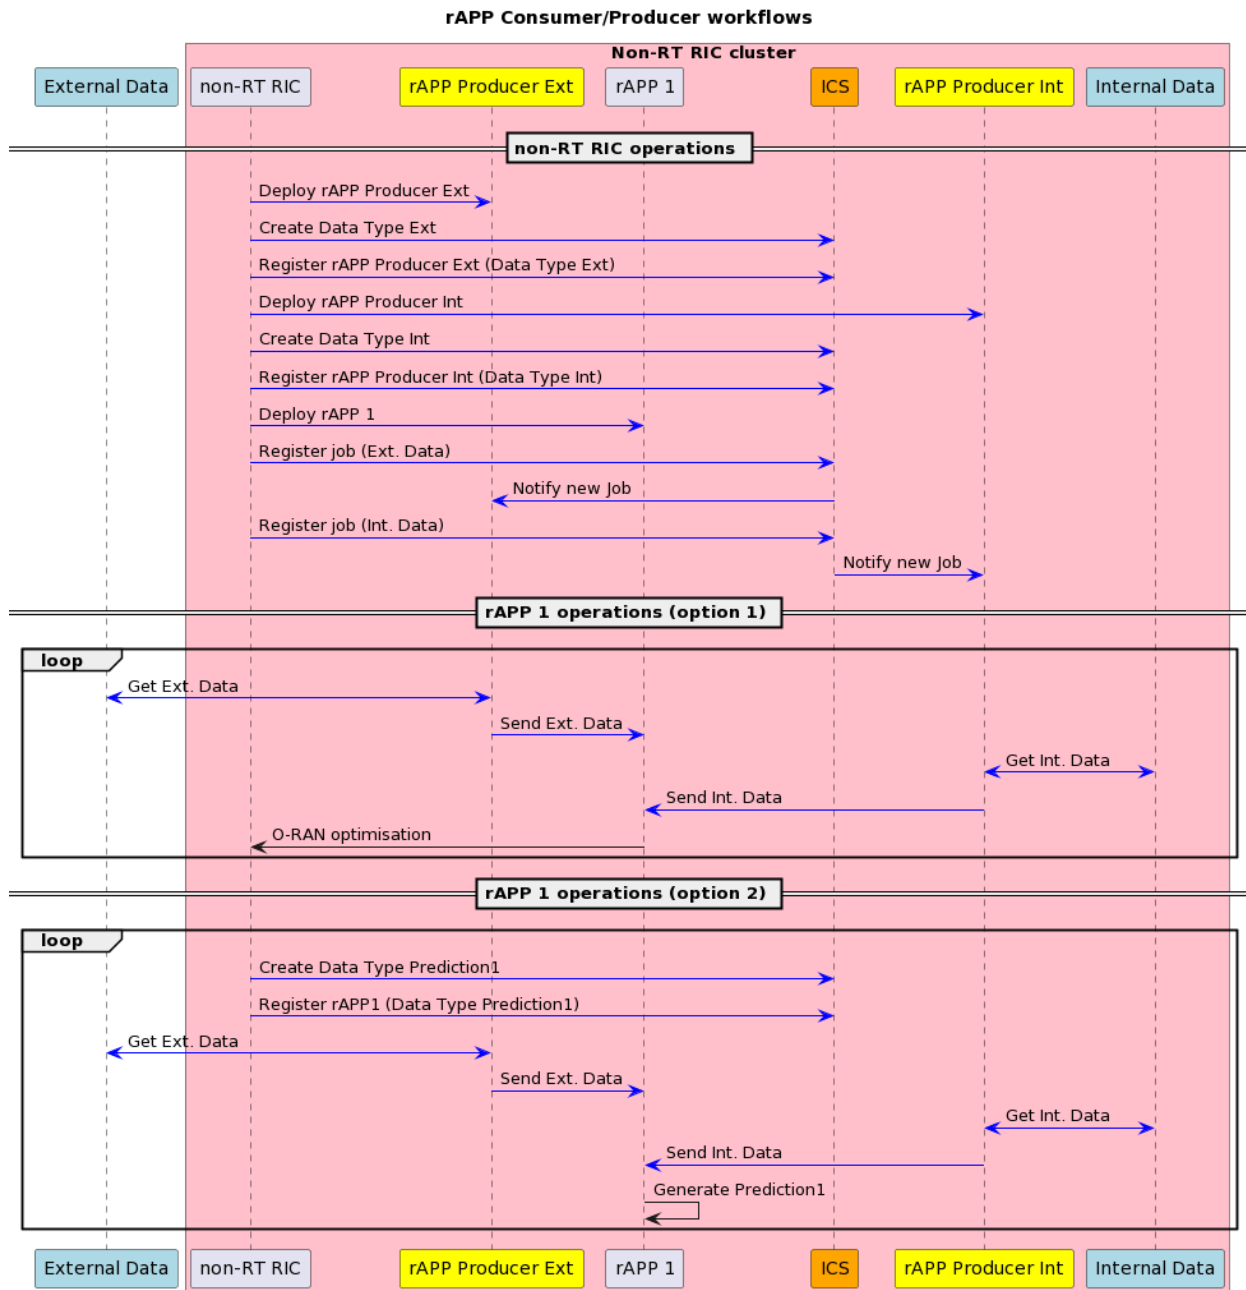 rAPP Consumer/Producer workflows
Non-RT RIC cluster
External Data
non-RT RIC
rAPP Producer Ext
rAPP 1
ICS
rAPP Producer Int
Internal Data
non-RT RIC operations
Deploy rAPP Producer Ext
Create Data Type Ext
Register rAPP Producer Ext (Data Type Ext)
Deploy rAPP Producer Int
Create Data Type Int
Register rAPP Producer Int (Data Type Int)
Deploy rAPP 1
Register job (Ext. Data)
Notify new Job
Register job (Int. Data)
Notify new Job
rAPP 1 operations (option 1)
loop
Get Ext. Data
Send Ext. Data
Get Int. Data
Send Int. Data
O-RAN optimisation
rAPP 1 operations (option 2)
loop
Create Data Type Prediction1
Register rAPP1 (Data Type Prediction1)
Get Ext. Data
Send Ext. Data
Get Int. Data
Send Int. Data
Generate Prediction1
External Data
non-RT RIC
rAPP Producer Ext
rAPP 1
ICS
rAPP Producer Int
Internal Data